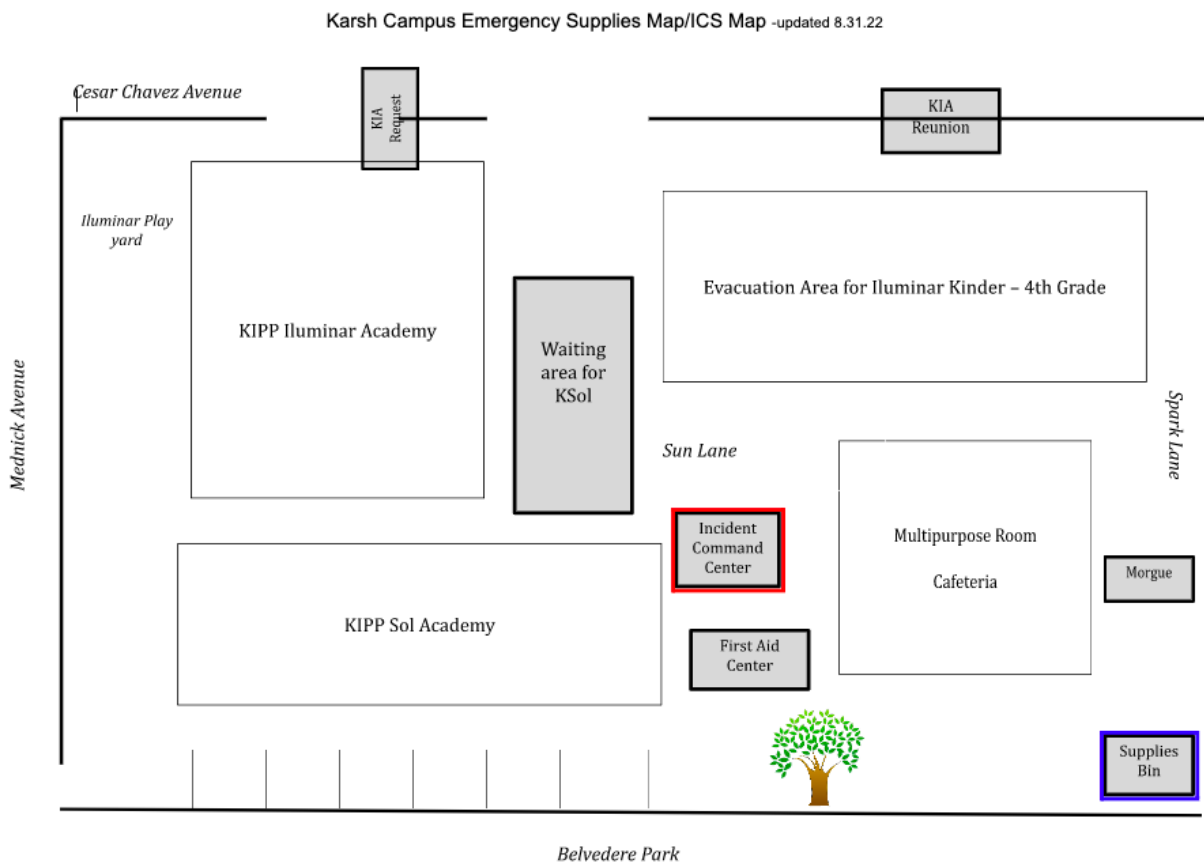 Karsh Campus Emergency Supplies Map/ICS Map -updated 8.31.22
Cesar Chavez Avenue
KIA
Request
KIA
Reunion
Iluminar Play
yard
Evacuation Area for Iluminar Kinder – 4th Grade
KIPP Iluminar Academy
Waiting
area for
KSol
Mednick Avenue
Spark Lane
Sun Lane
Incident
Command
Center
Multipurpose Room
Cafeteria
Morgue
KIPP Sol Academy
First Aid
Center
Supplies
Bin
Belvedere Park